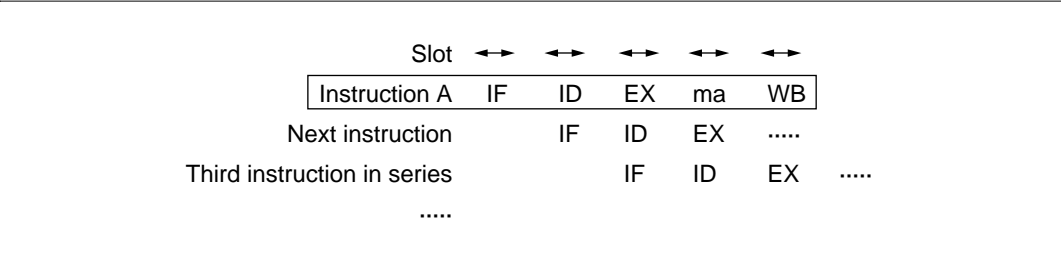 Slot
Instruction A IF ID EX ma WB
Next instruction IF ID EX .....
Third instruction in series IF ID EX .....
.....